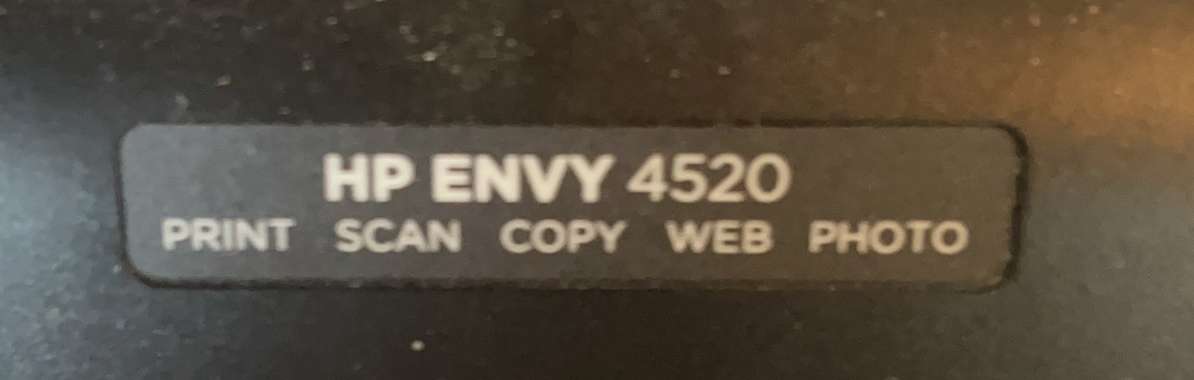 HP ENVY 4520
PRINT SCAN COPY WEB PHOTO